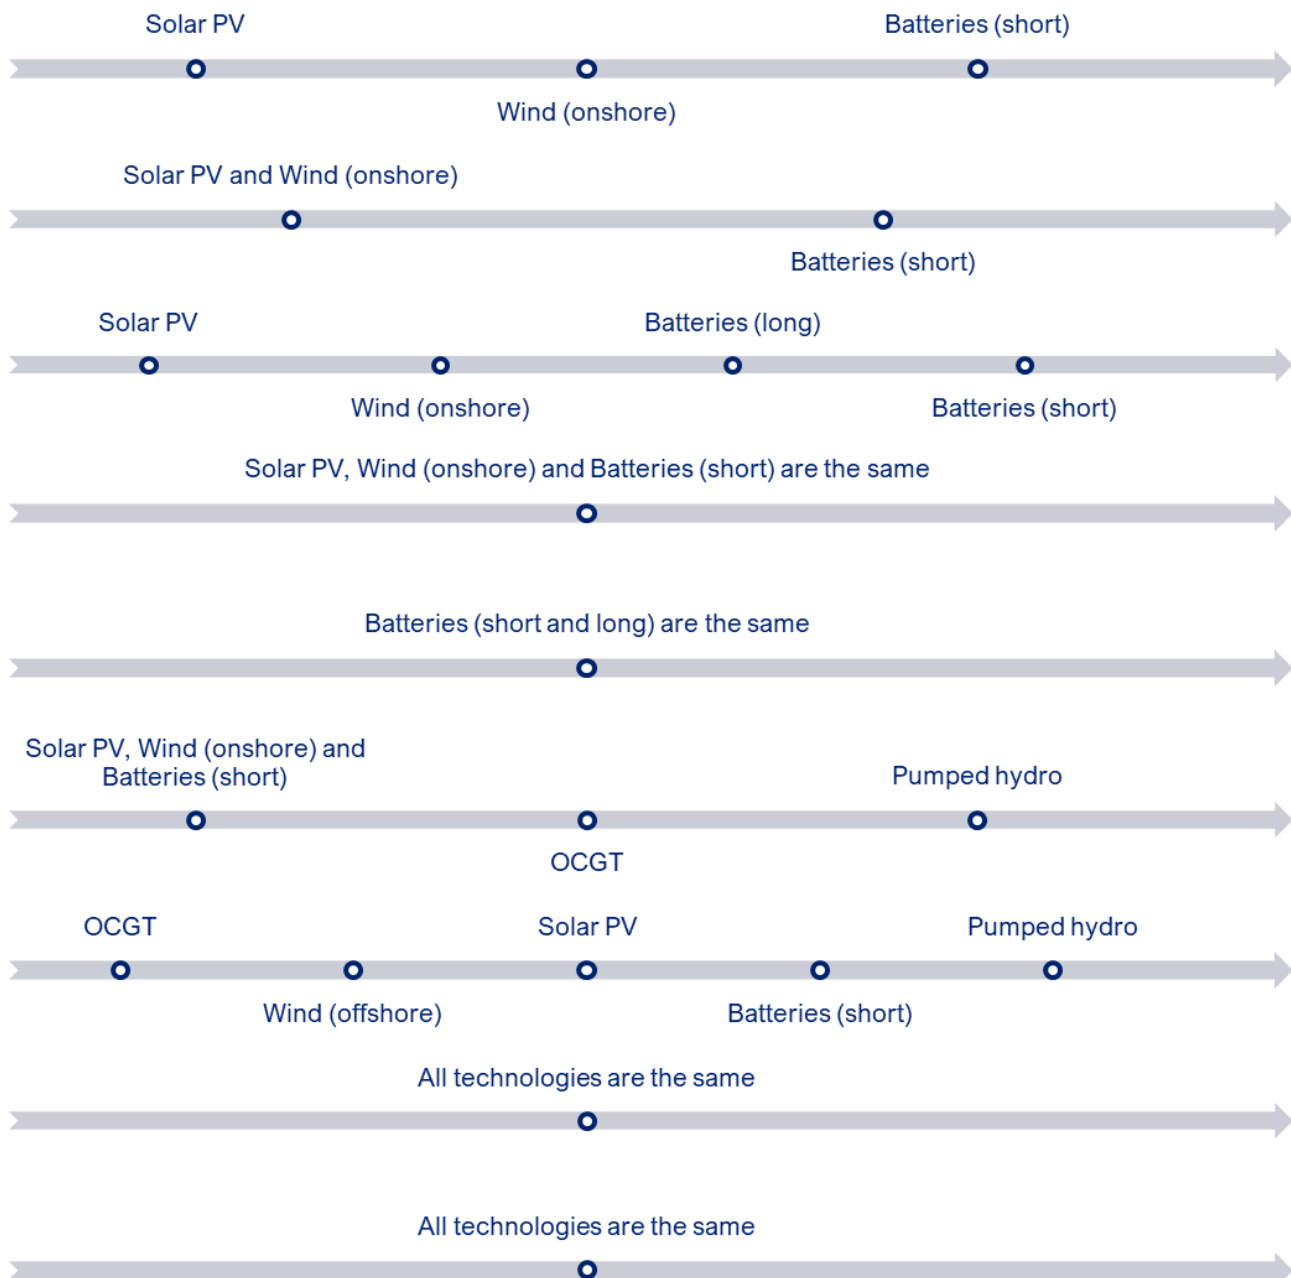 Solar PV
Batteries (short)
Wind (onshore)
Solar PV and Wind (onshore)
Batteries (short)
Solar PV
Batteries (long)
Wind (onshore)
Batteries (short)
Solar PV, Wind (onshore) and Batteries (short) are the same
Batteries (short and long) are the same
Solar PV, Wind (onshore) and
Batteries (short)
Pumped hydro
OCGT
OCGT
Solar PV
Pumped hydro
Wind (offshore)
Batteries (short)
All technologies are the same
All technologies are the same